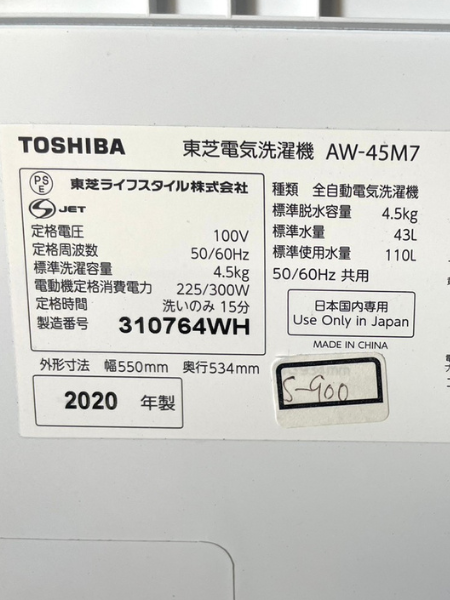 TOSHIBA 東芝電気洗濯機 AW-45M7
PS
E
東芝ライフスタイル株式会社
JET
定格電圧 100V
定格周波数 50/60Hz
標準洗濯容量 4.5kg
電動機定格消費電力 225/300W
定格時間 洗いのみ 15分
製造番号 310764WH
種類 全自動電気洗濯機
標準脱水容量 4.5kg
標準水量 43L
標準使用水量 110L
50/60Hz 共用
日本国内専用
Use Only in Japan
MADE IN CHINA
外形寸法 幅550mm 奥行534mm
2020 年製
S-900